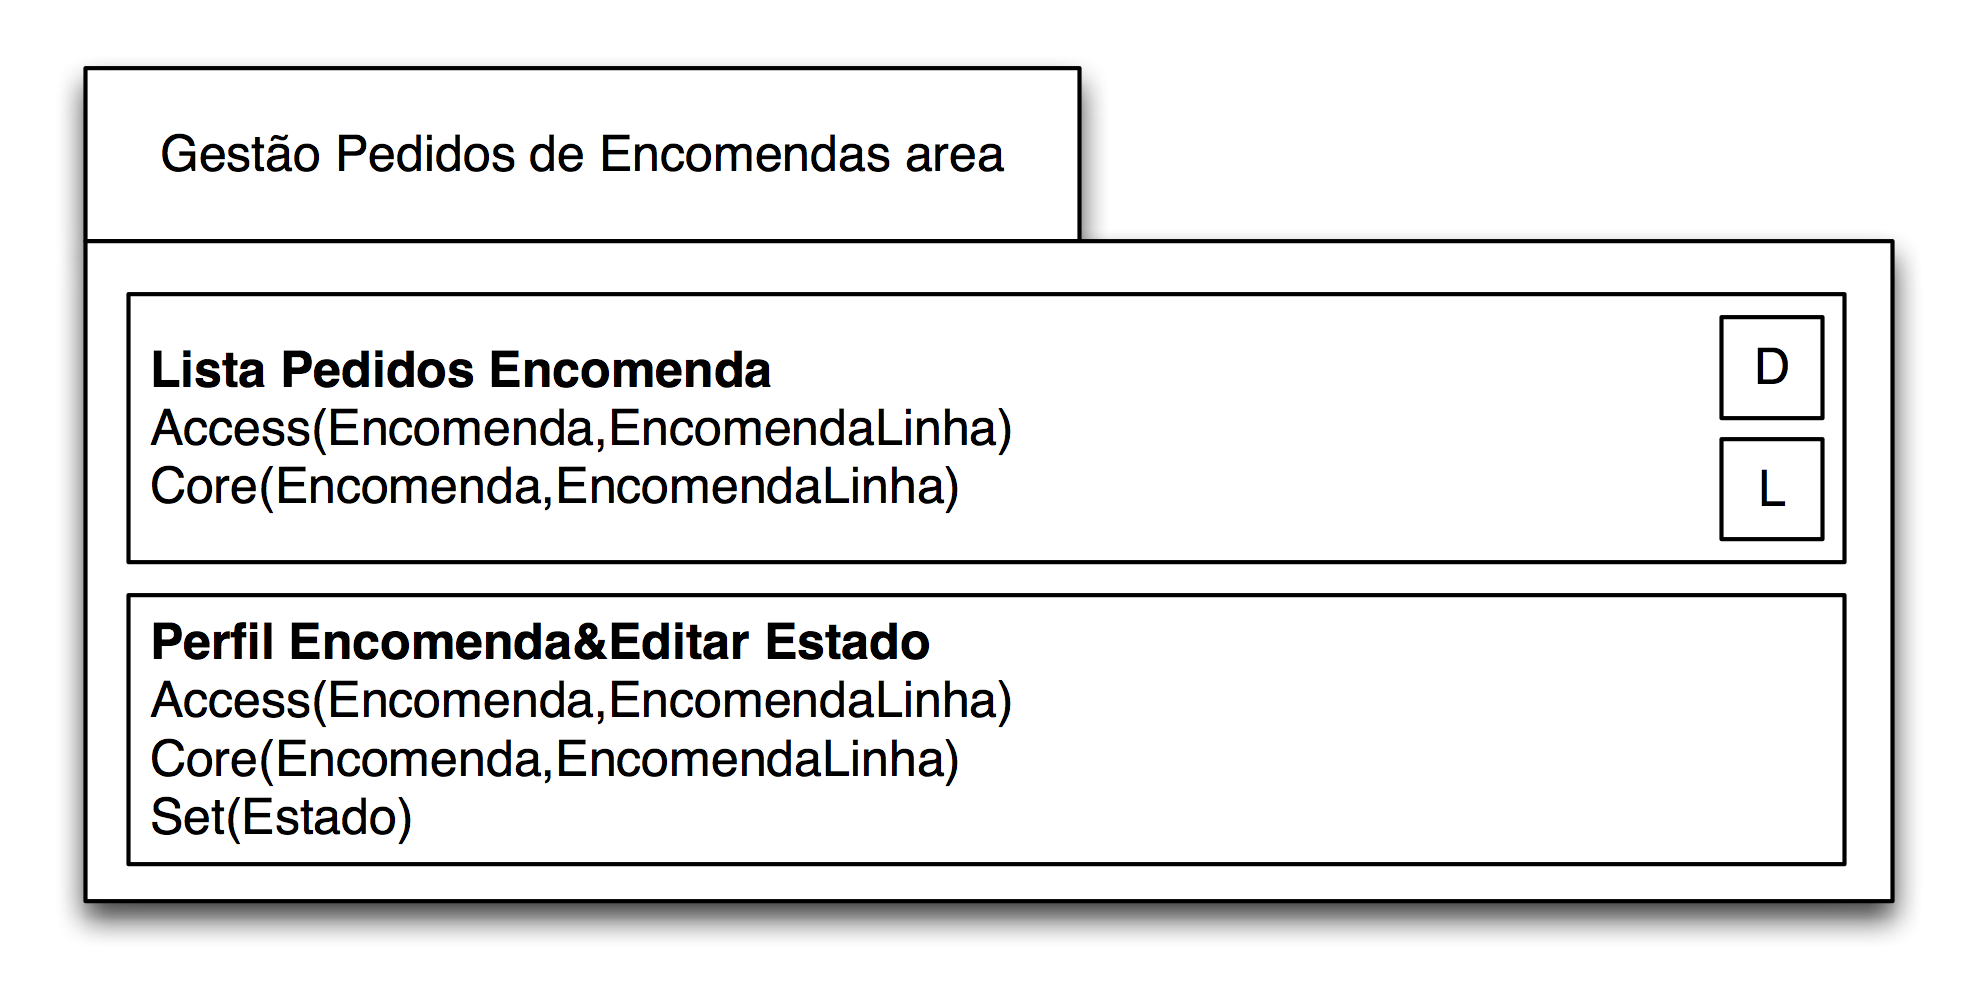 Gestão Pedidos de Encomendas area
Lista Pedidos Encomenda
Access(Encomenda,EncomendaLinha)
Core(Encomenda,EncomendaLinha)
D
L
Perfil Encomenda&Editar Estado
Access(Encomenda,EncomendaLinha)
Core(Encomenda,EncomendaLinha)
Set(Estado)